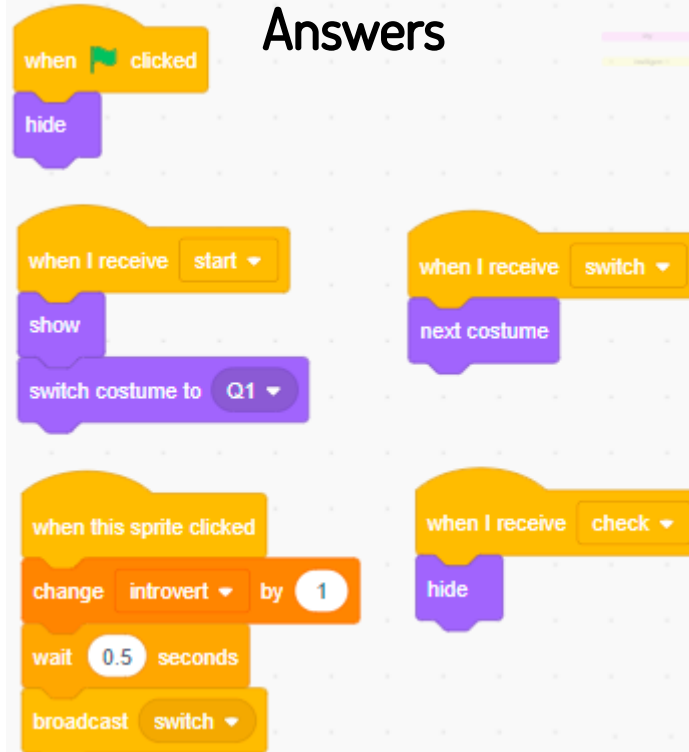 Answers
when clicked
hide
when I receive start
show
switch costume to Q1
when I receive switch
next costume
when this sprite clicked
change introvert by 1
wait 0.5 seconds
broadcast switch
when I receive check
hide